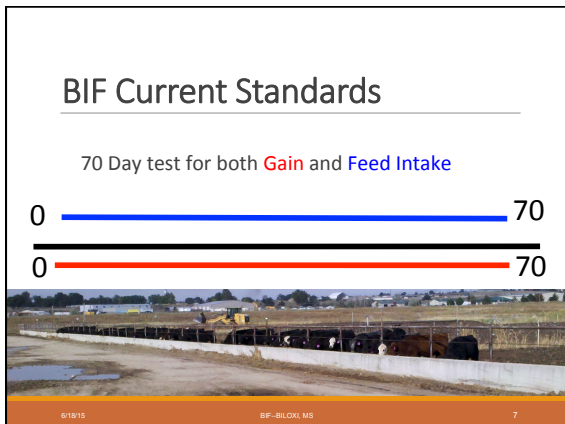 BIF Current Standards
70 Day test for both Gain and Feed Intake
0 70
0 70
6/18/15 BIF--BILOXI, MS 7